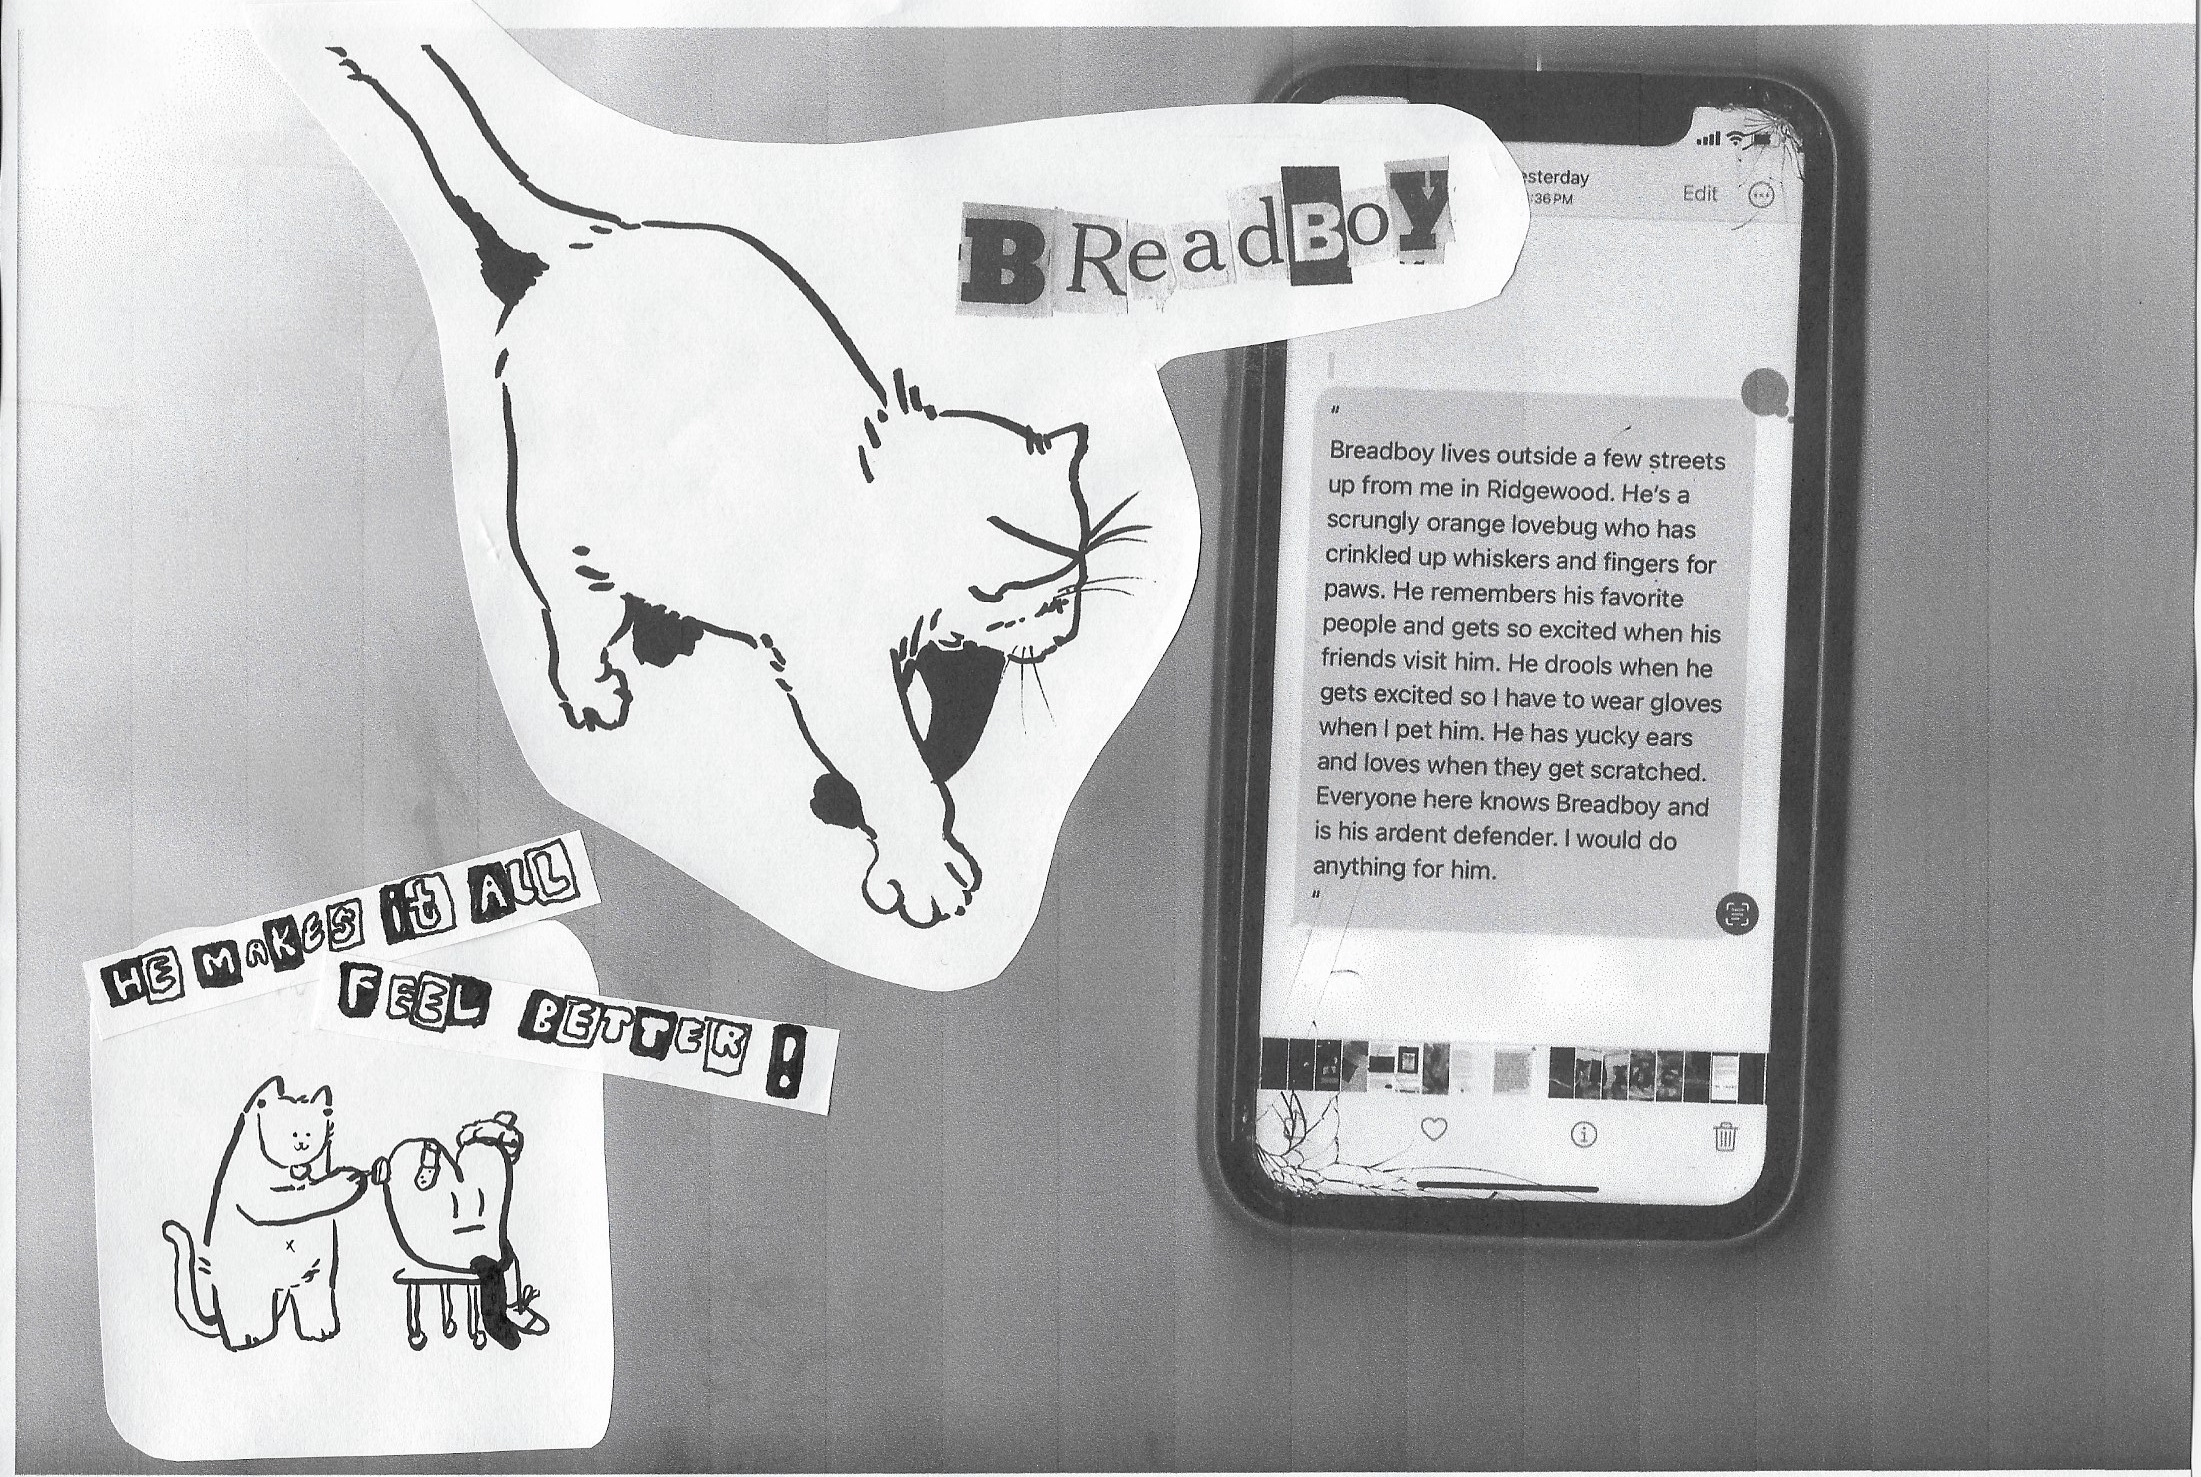 BReadBoY
esterday
:36 PM
Edit
"
Breadboy lives outside a few streets
up from me in Ridgewood. He's a
scrungly orange lovebug who has
crinkled up whiskers and fingers for
paws. He remembers his favorite
people and gets so excited when his
friends visit him. He drools when he
gets excited so I have to wear gloves
when I pet him. He has yucky ears
and loves when they get scratched.
Everyone here knows Breadboy and
is his ardent defender. I would do
anything for him.
"
HE MAKES it ALL
FEEL BETTER!